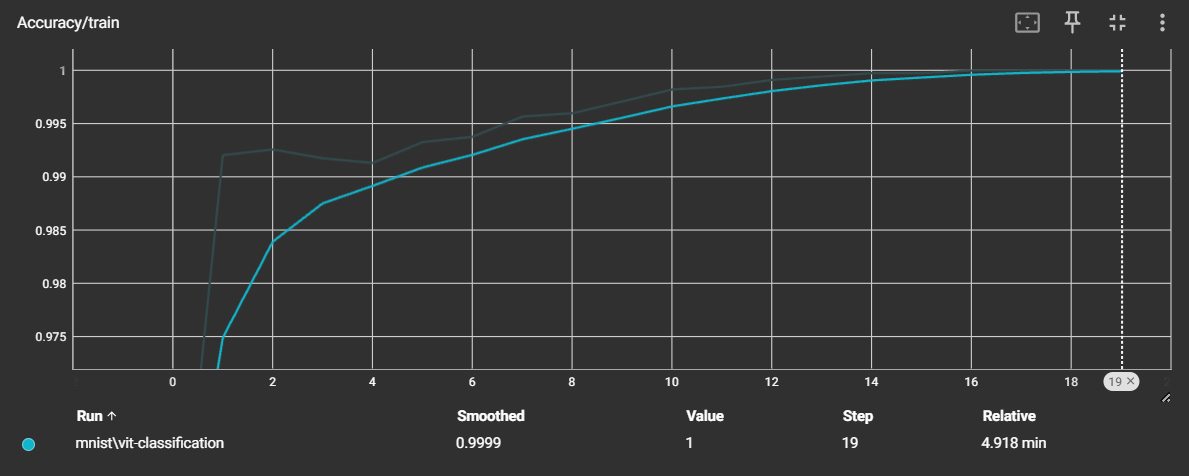 Accuracy/train
1
0.995
0.99
0.985
0.98
0.975
0 2 4 6 8 10 12 14 16 18 19 ×
Run ↑ Smoothed Value Step Relative
mnist\vit-classification 0.9999 1 19 4.918 min